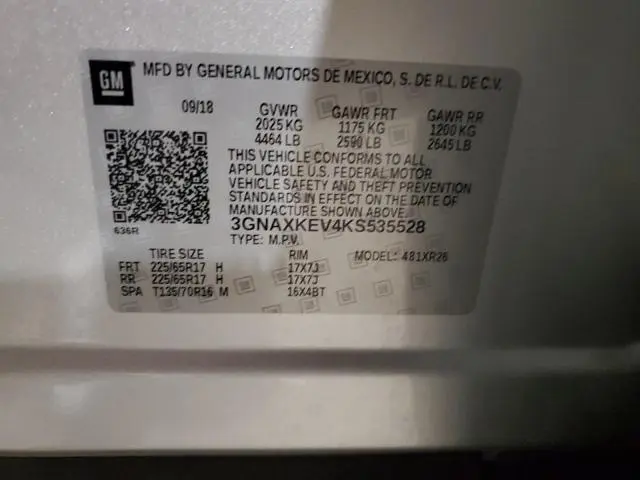 GM MFD BY GENERAL MOTORS DE MEXICO, S. DE R.L. DE C.V.
09/18 GVWR GAWR FRT GAWR RR
2025 KG 1175 KG 1200 KG
4464 LB 2590 LB 2645 LB
THIS VEHICLE CONFORMS TO ALL
APPLICABLE U.S. FEDERAL MOTOR
VEHICLE SAFETY AND THEFT PREVENTION
STANDARDS IN EFFECT ON THE DATE OF
MANUFACTURE SHOWN ABOVE.
636R 3GNAXKEV4KS535528
TYPE: M.P.V. MODEL: 481XR26
TIRE SIZE RIM
FRT 225/65R17 H 17X7J
RR 225/65R17 H 17X7J
SPA T135/70R16 M 16X4BT